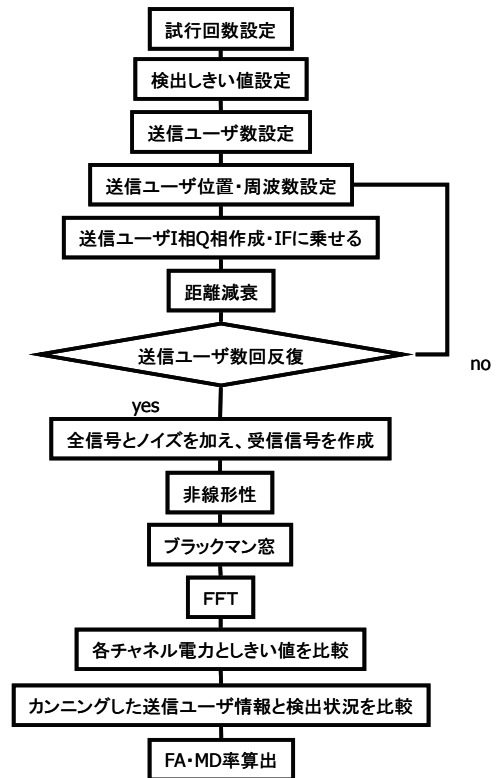 試行回数設定
検出しきい値設定
送信ユーザ数設定
送信ユーザ位置・周波数設定
送信ユーザI相Q相作成・IFに乗せる
距離減衰
送信ユーザ数回反復
no
yes
全信号とノイズを加え、受信信号を作成
非線形性
ブラックマン窓
FFT
各チャネル電力としきい値を比較
カンニングした送信ユーザ情報と検出状況を比較
FA・MD率算出